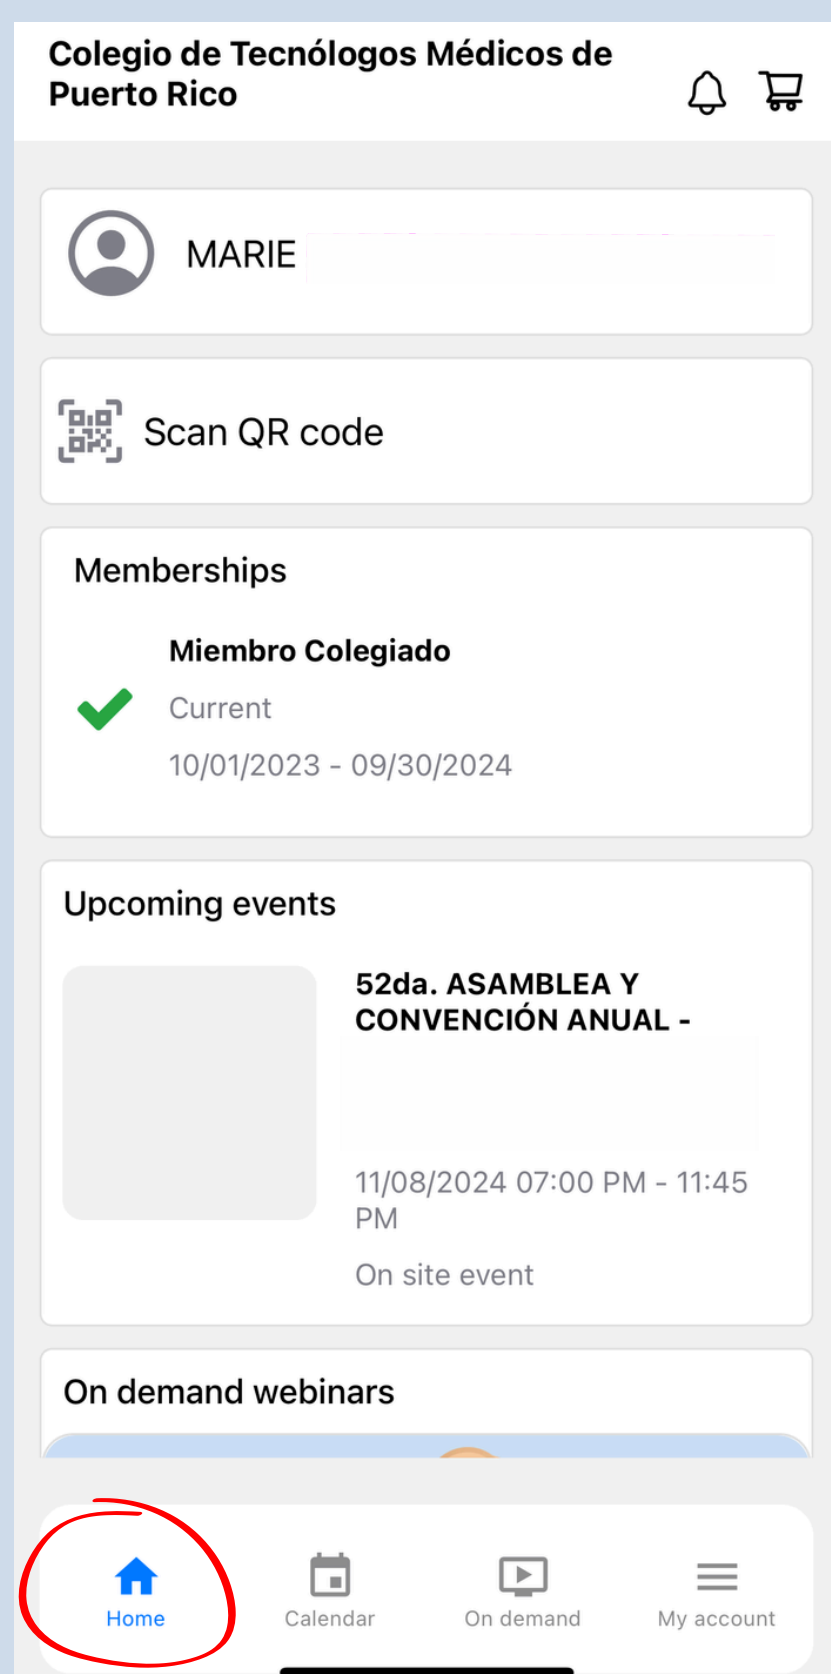 Colegio de Tecnólogos Médicos de
Puerto Rico
MARIE
Scan QR code
Memberships
Miembro Colegiado
Current
10/01/2023 - 09/30/2024
Upcoming events
52da. ASAMBLEA Y
CONVENCIÓN ANUAL -
11/08/2024 07:00 PM - 11:45
PM
On site event
On demand webinars
Home
Calendar
On demand
My account